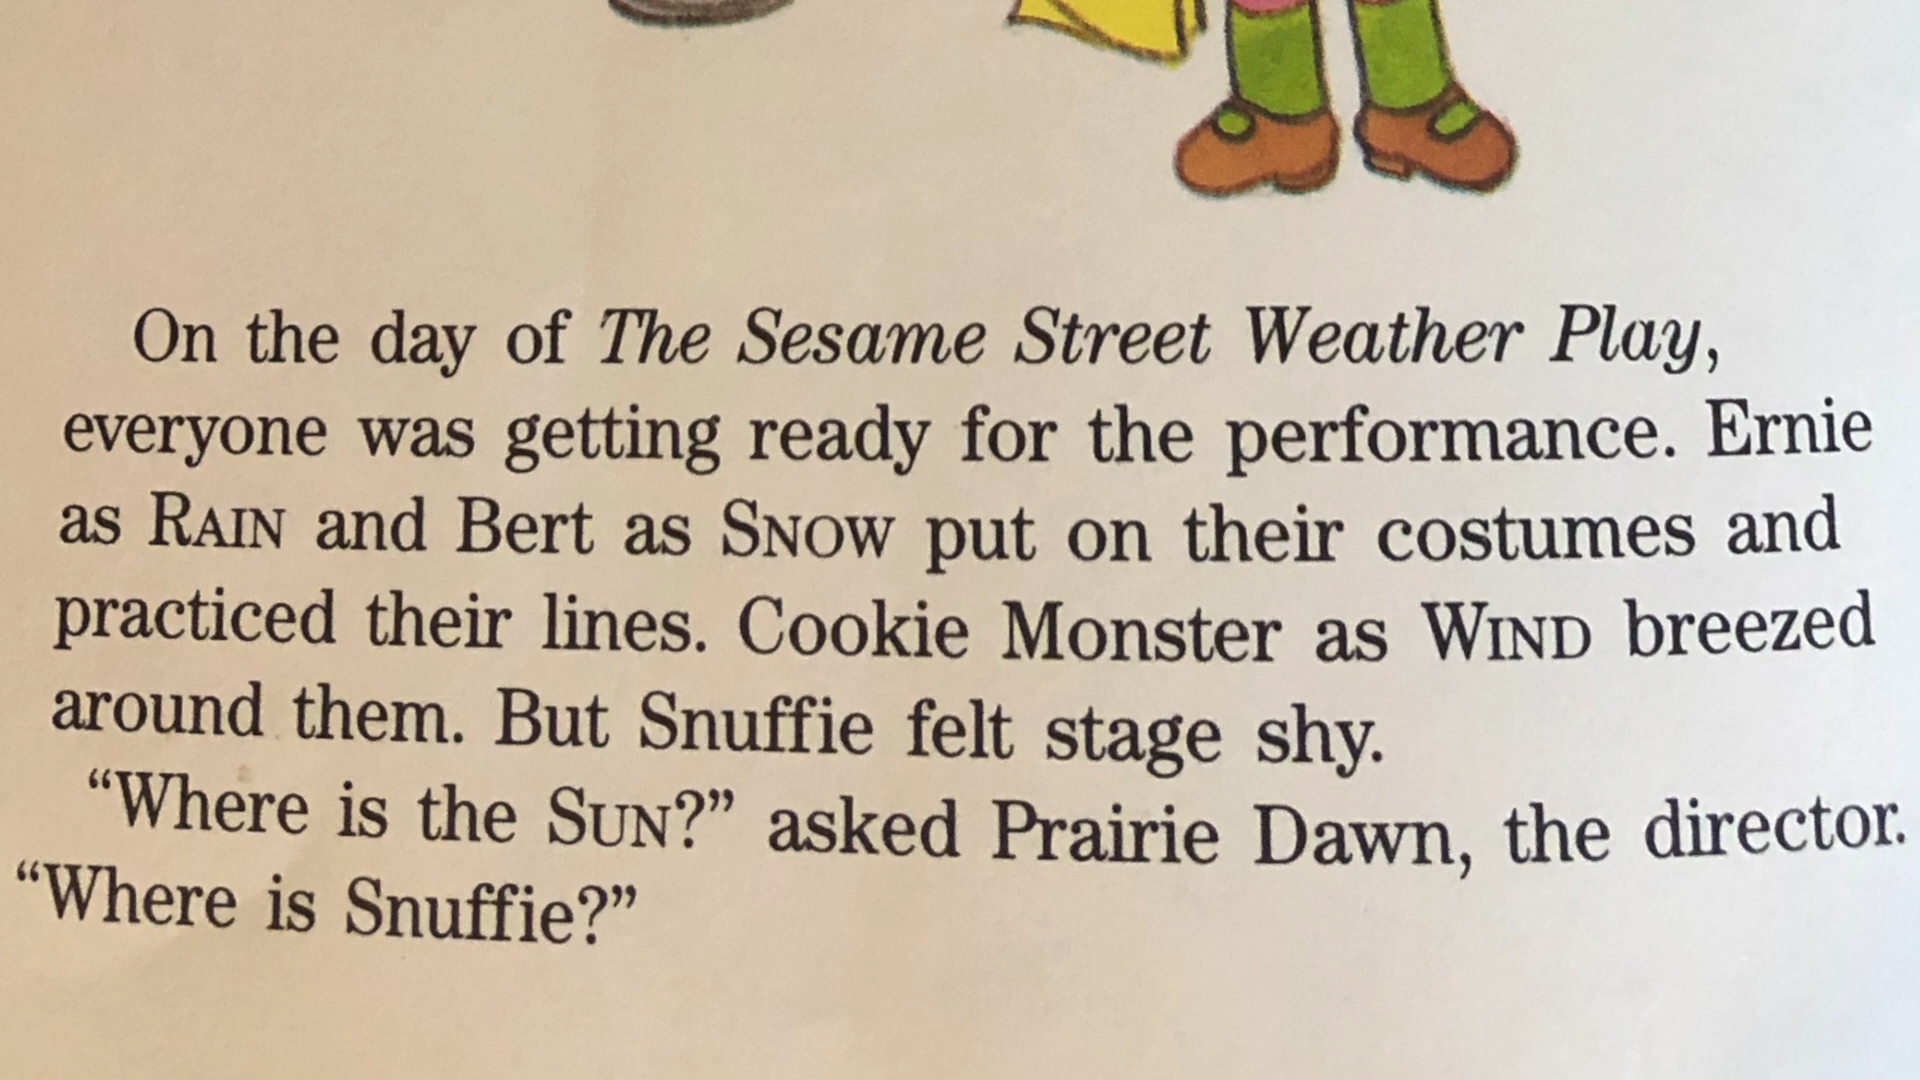 On the day of The Sesame Street Weather Play,
everyone was getting ready for the performance. Ernie
as RAIN and Bert as SNOW put on their costumes and
practiced their lines. Cookie Monster as WIND breezed
around them. But Snuffie felt stage shy.
“Where is the SUN?” asked Prairie Dawn, the director.
“Where is Snuffie?”